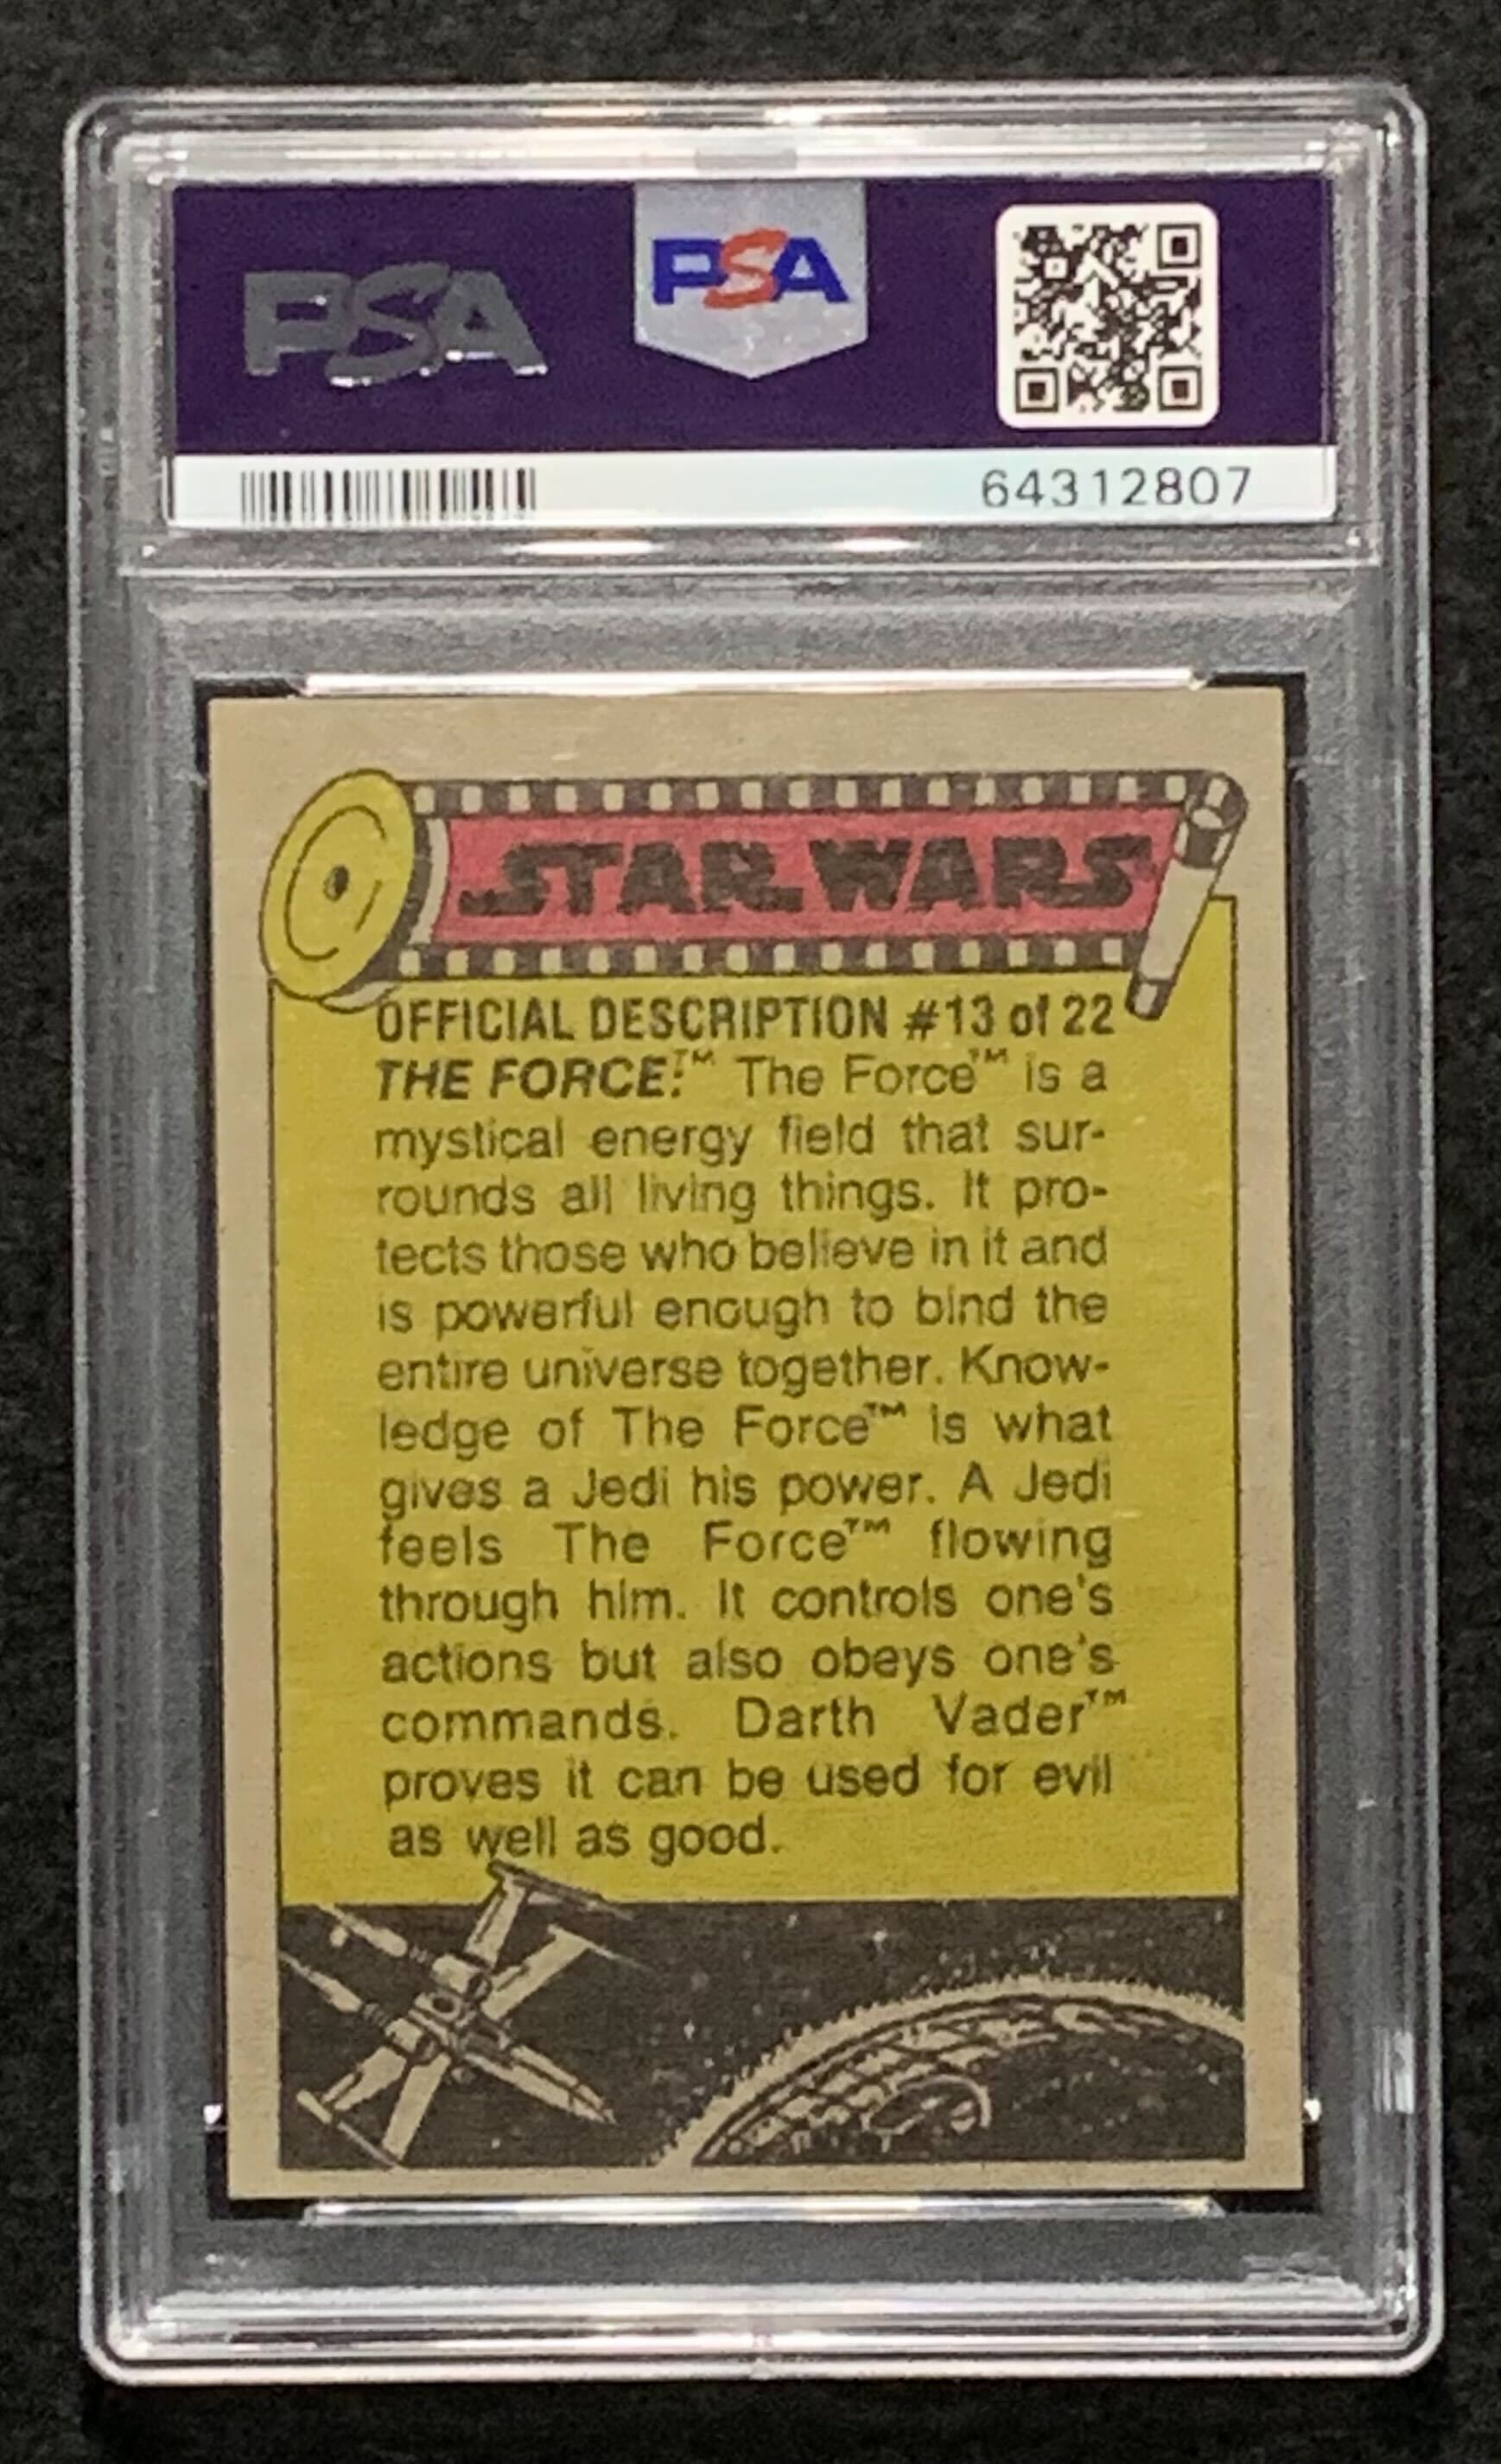 PSA
PSA
64312807
STAR WARS
OFFICIAL DESCRIPTION #13 of 22
THE FORCE:™ The Force™ is a
mystical energy field that sur-
rounds all living things. It pro-
tects those who believe in it and
is powerful enough to bind the
entire universe together. Know-
ledge of The Force™ is what
gives a Jedi his power. A Jedi
feels The Force™ flowing
through him. It controls one's
actions but also obeys one's
commands. Darth Vader™
proves it can be used for evil
as well as good.